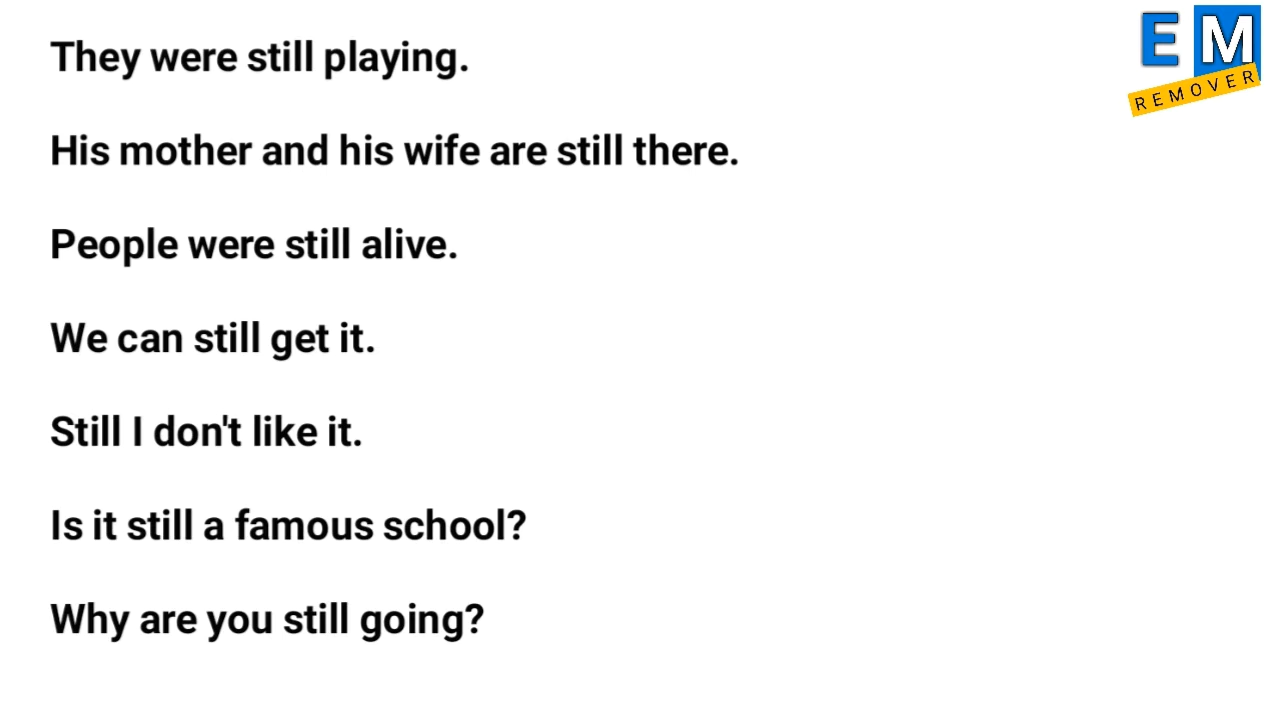 They were still playing.
His mother and his wife are still there.
People were still alive.
We can still get it.
Still I don't like it.
Is it still a famous school?
Why are you still going?
EM
REMOVER